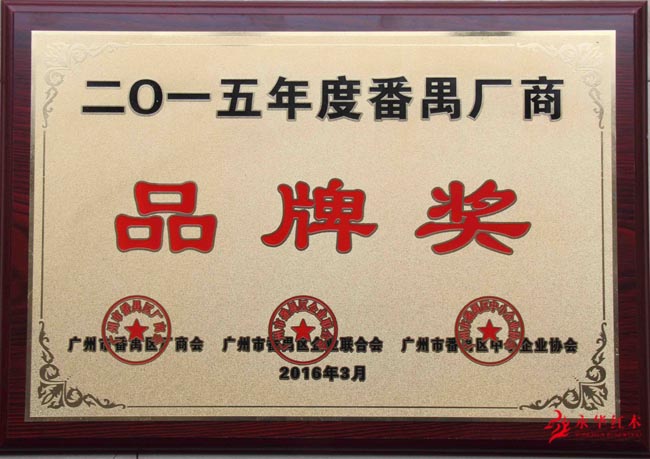 二〇一五年度番禺厂商
品牌奖
广州市番禺区厂商会 广州市番禺区企业联合会 广州市番禺区中小企业协会
2016年3月
永华红木